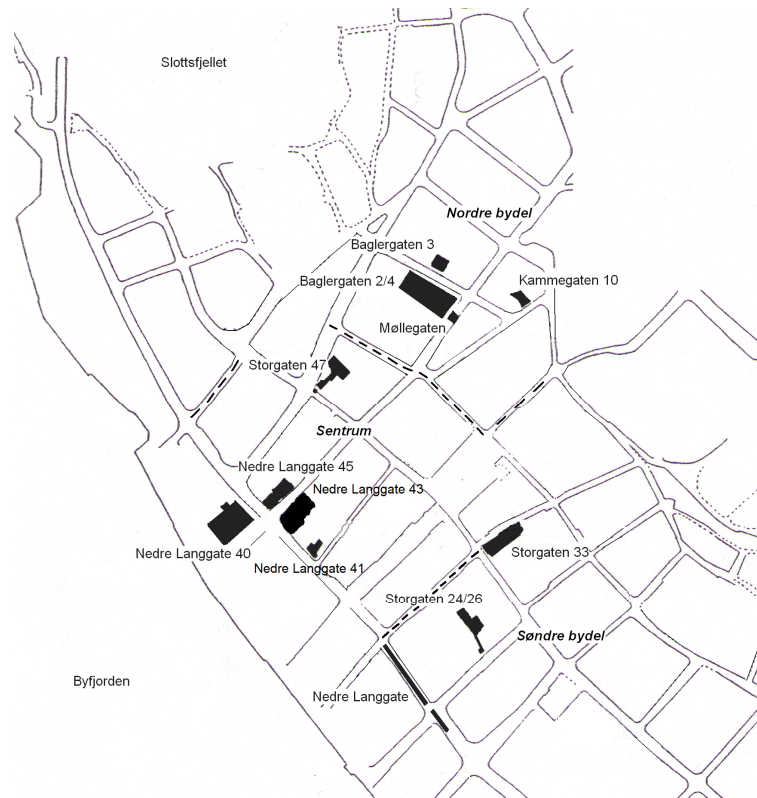 Slottsfjellet
Nordre bydel
Baglergaten 3
Baglergaten 2/4
Kammegaten 10
Møllegaten
Storgaten 47
Sentrum
Nedre Langgate 45
Nedre Langgate 43
Nedre Langgate 40
Storgaten 33
Nedre Langgate 41
Storgaten 24/26
Søndre bydel
Byfjorden
Nedre Langgate